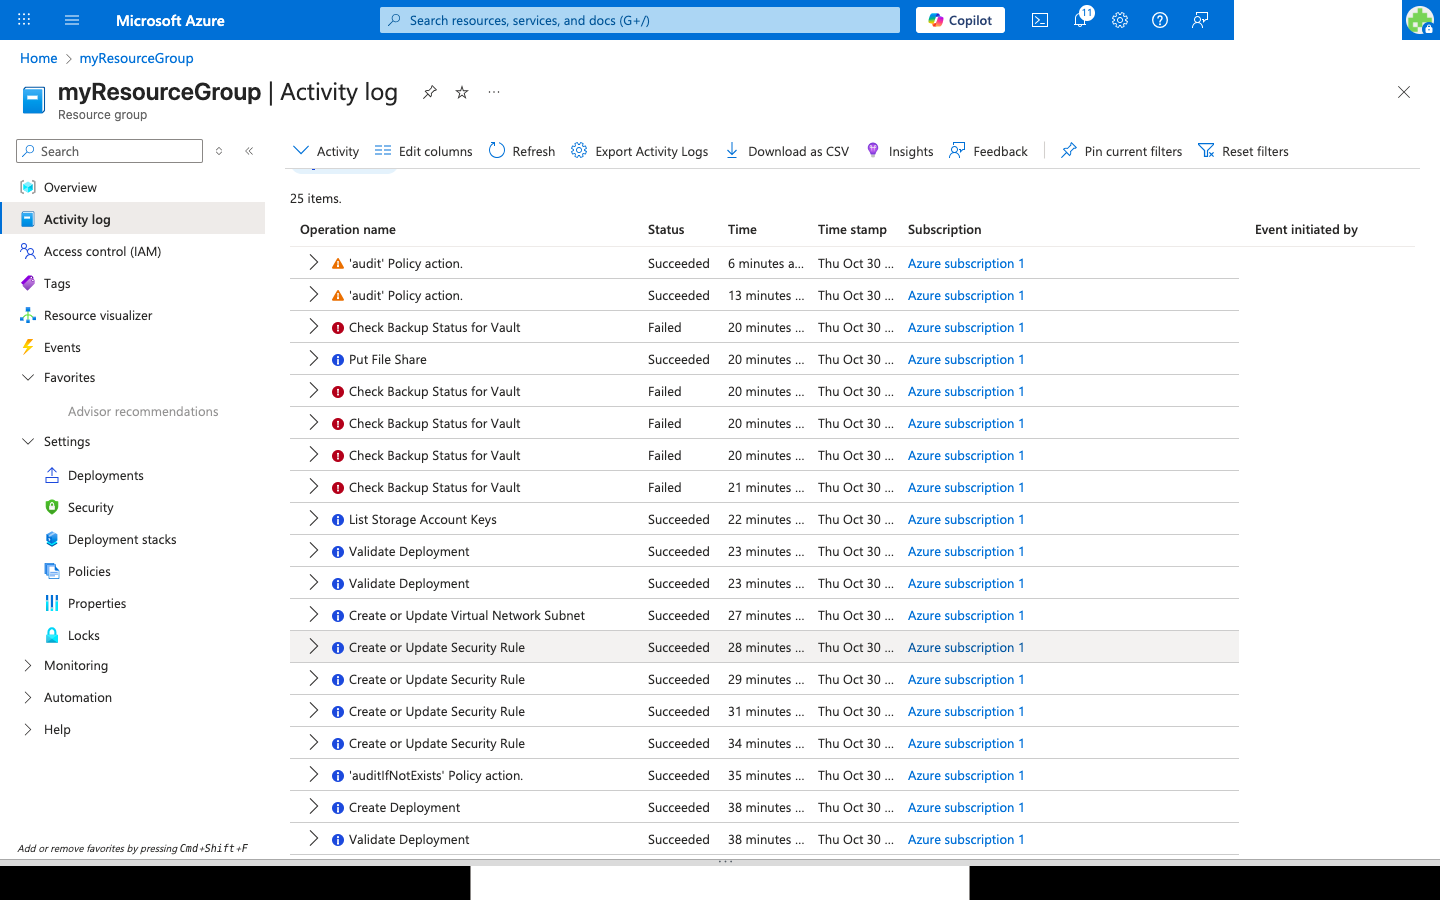 Microsoft Azure
Search resources, services, and docs (G+/)
Copilot
11
Home > myResourceGroup
myResourceGroup | Activity log
Resource group
Search
Activity
Edit columns
Refresh
Export Activity Logs
Download as CSV
Insights
Feedback
Pin current filters
Reset filters
Overview
Activity log
Access control (IAM)
Tags
Resource visualizer
Events
Favorites
Advisor recommendations
Settings
Deployments
Security
Deployment stacks
Policies
Properties
Locks
Monitoring
Automation
Help
Add or remove favorites by pressing Cmd+Shift+F
25 items.
Operation name Status Time Time stamp Subscription Event initiated by
'audit' Policy action. Succeeded 6 minutes a... Thu Oct 30 ... Azure subscription 1
'audit' Policy action. Succeeded 13 minutes ... Thu Oct 30 ... Azure subscription 1
Check Backup Status for Vault Failed 20 minutes ... Thu Oct 30 ... Azure subscription 1
Put File Share Succeeded 20 minutes ... Thu Oct 30 ... Azure subscription 1
Check Backup Status for Vault Failed 20 minutes ... Thu Oct 30 ... Azure subscription 1
Check Backup Status for Vault Failed 20 minutes ... Thu Oct 30 ... Azure subscription 1
Check Backup Status for Vault Failed 20 minutes ... Thu Oct 30 ... Azure subscription 1
Check Backup Status for Vault Failed 21 minutes ... Thu Oct 30 ... Azure subscription 1
List Storage Account Keys Succeeded 22 minutes ... Thu Oct 30 ... Azure subscription 1
Validate Deployment Succeeded 23 minutes ... Thu Oct 30 ... Azure subscription 1
Validate Deployment Succeeded 23 minutes ... Thu Oct 30 ... Azure subscription 1
Create or Update Virtual Network Subnet Succeeded 27 minutes ... Thu Oct 30 ... Azure subscription 1
Create or Update Security Rule Succeeded 28 minutes ... Thu Oct 30 ... Azure subscription 1
Create or Update Security Rule Succeeded 29 minutes ... Thu Oct 30 ... Azure subscription 1
Create or Update Security Rule Succeeded 31 minutes ... Thu Oct 30 ... Azure subscription 1
Create or Update Security Rule Succeeded 34 minutes ... Thu Oct 30 ... Azure subscription 1
'auditIfNotExists' Policy action. Succeeded 35 minutes ... Thu Oct 30 ... Azure subscription 1
Create Deployment Succeeded 38 minutes ... Thu Oct 30 ... Azure subscription 1
Validate Deployment Succeeded 38 minutes ... Thu Oct 30 ... Azure subscription 1